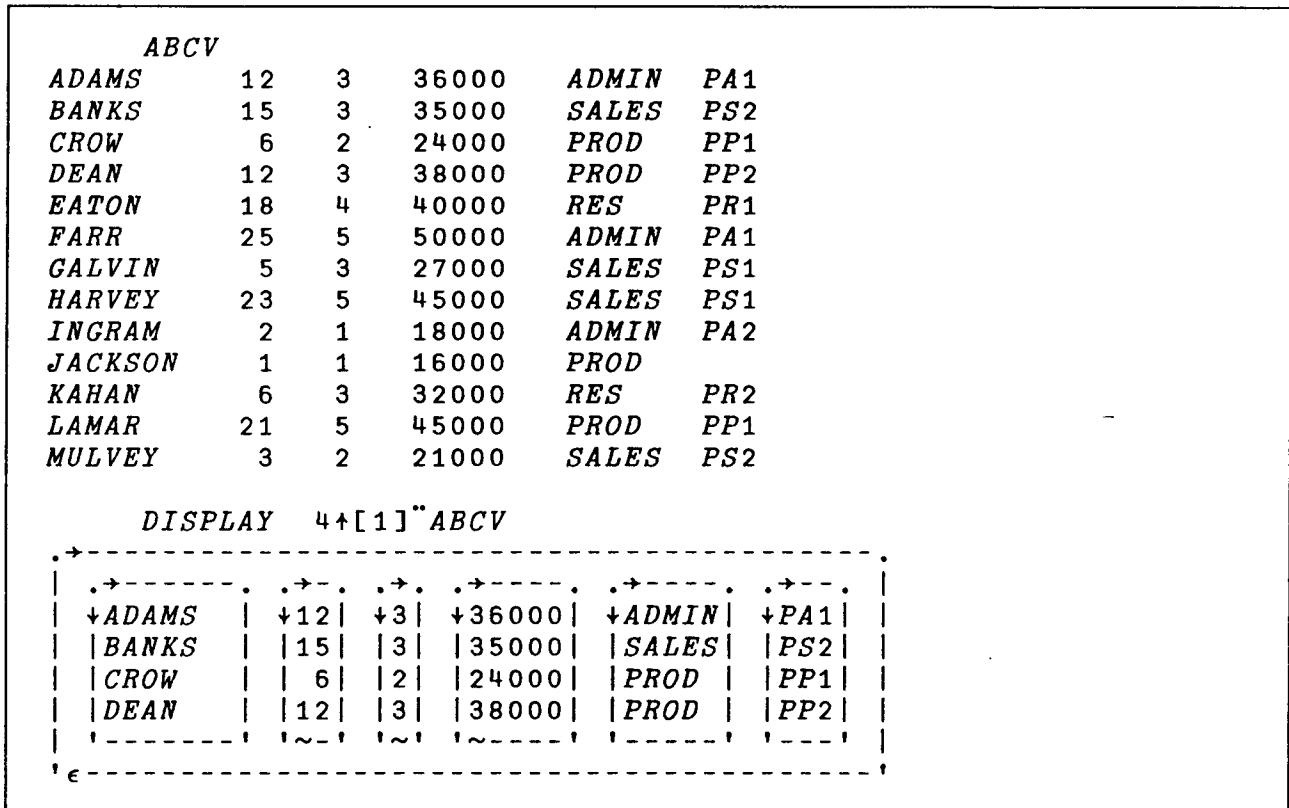 ABCV
ADAMS 12 3 36000 ADMIN PA1
BANKS 15 3 35000 SALES PS2
CROW 6 2 24000 PROD PP1
DEAN 12 3 38000 PROD PP2
EATON 18 4 40000 RES PR1
FARR 25 5 50000 ADMIN PA1
GALVIN 5 3 27000 SALES PS1
HARVEY 23 5 45000 SALES PS1
INGRAM 2 1 18000 ADMIN PA2
JACKSON 1 1 16000 PROD
KAHAN 6 3 32000 RES PR2
LAMAR 21 5 45000 PROD PP1
MULVEY 3 2 21000 SALES PS2
DISPLAY 4↑[1]¨ABCV
.→--------------------------------------------.
| .→------. .→-. .→. .→----. .→----. .→--. |
| ↓ADAMS | ↓12| ↓3| ↓36000| ↓ADMIN| ↓PA1| |
| |BANKS | |15| |3| |35000| |SALES| |PS2| |
| |CROW | | 6| |2| |24000| |PROD | |PP1| |
| |DEAN | |12| |3| |38000| |PROD | |PP2| |
| '-------' '~-' '~' '~----' '-----' '---' |
'∊--------------------------------------------'